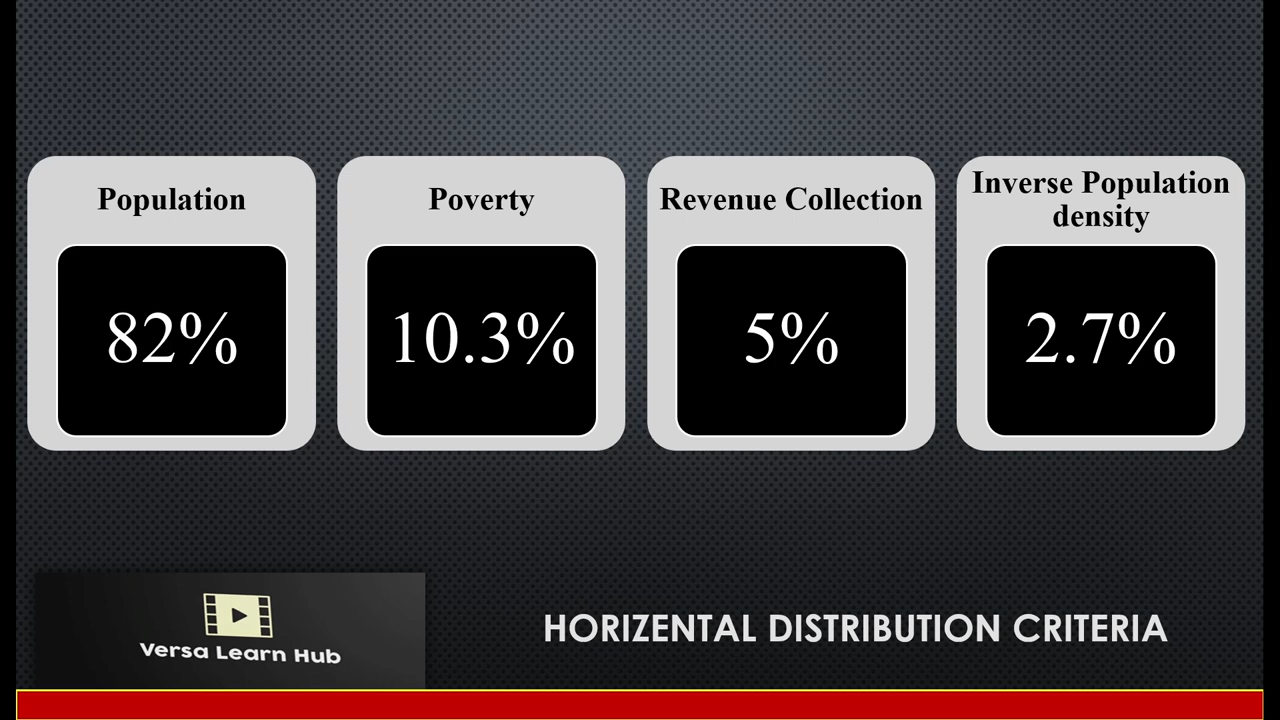 Population
Poverty
Revenue Collection
Inverse Population
density
82%
10.3%
5%
2.7%
Versa Learn Hub
HORIZENTAL DISTRIBUTION CRITERIA